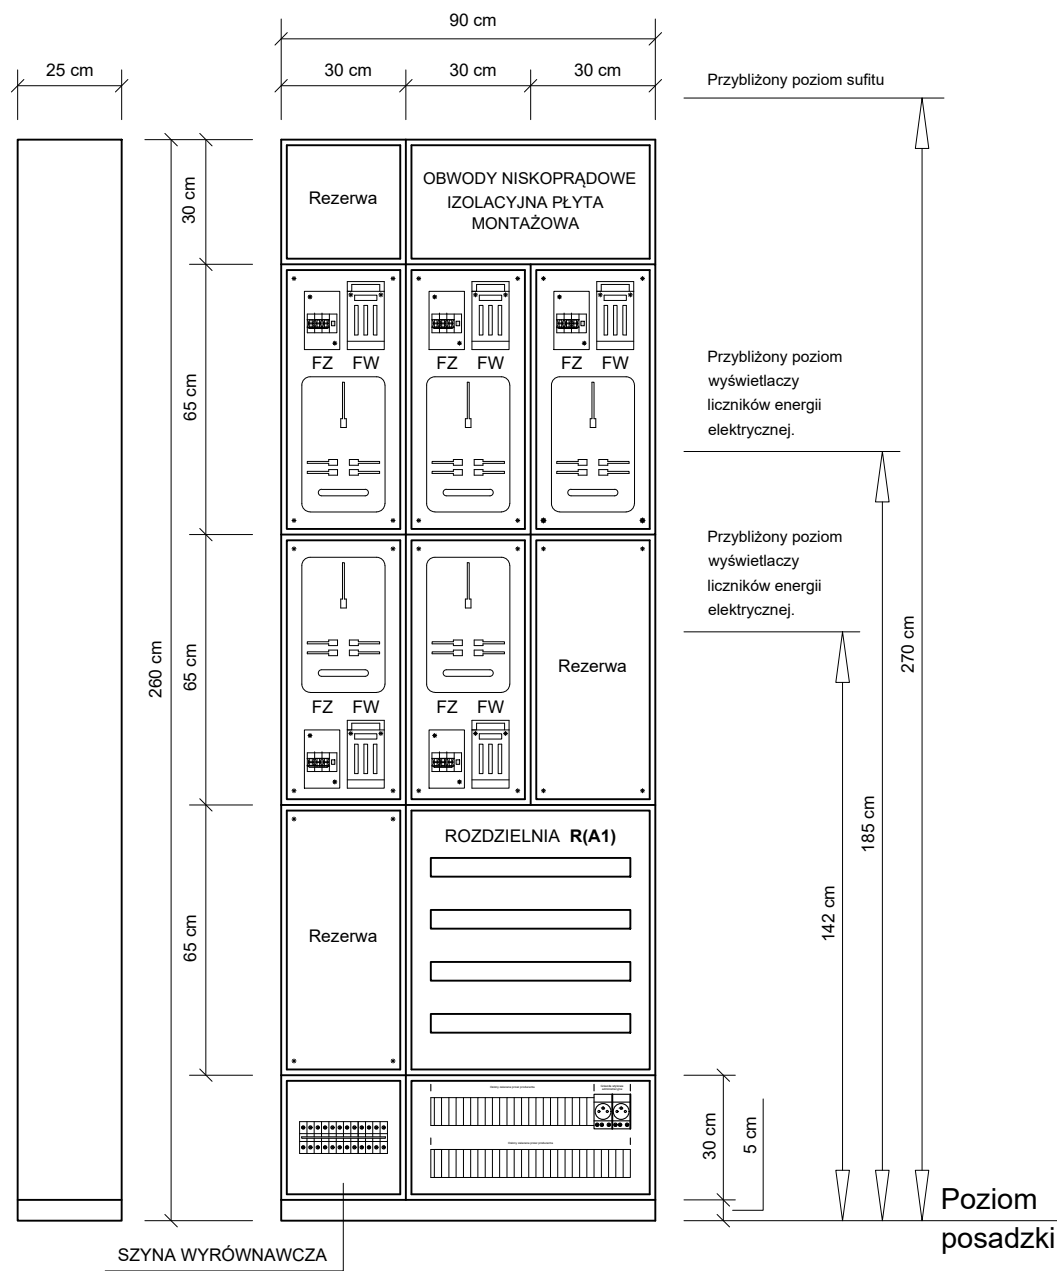 90 cm
25 cm
30 cm
30 cm
30 cm
Przybliżony poziom sufitu
30 cm
Rezerwa
OBWODY NISKOPRĄDOWE
IZOLACYJNA PŁYTA
MONTAŻOWA
FZ FW
FZ FW
FZ FW
65 cm
Przybliżony poziom
wyświetlaczy
liczników energii
elektrycznej.
Przybliżony poziom
wyświetlaczy
liczników energii
elektrycznej.
260 cm
65 cm
FZ FW
FZ FW
Rezerwa
270 cm
185 cm
142 cm
65 cm
Rezerwa
ROZDZIELNIA R(A1)
30 cm
5 cm
Poziom
posadzki
SZYNA WYRÓWNAWCZA